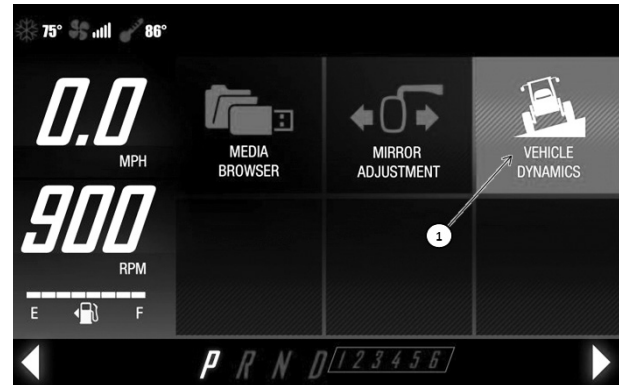 75° 86°
0.0
MPH
900
RPM
E F
MEDIA
BROWSER
MIRROR
ADJUSTMENT
VEHICLE
DYNAMICS
1
P R N D 1 2 3 4 5 6